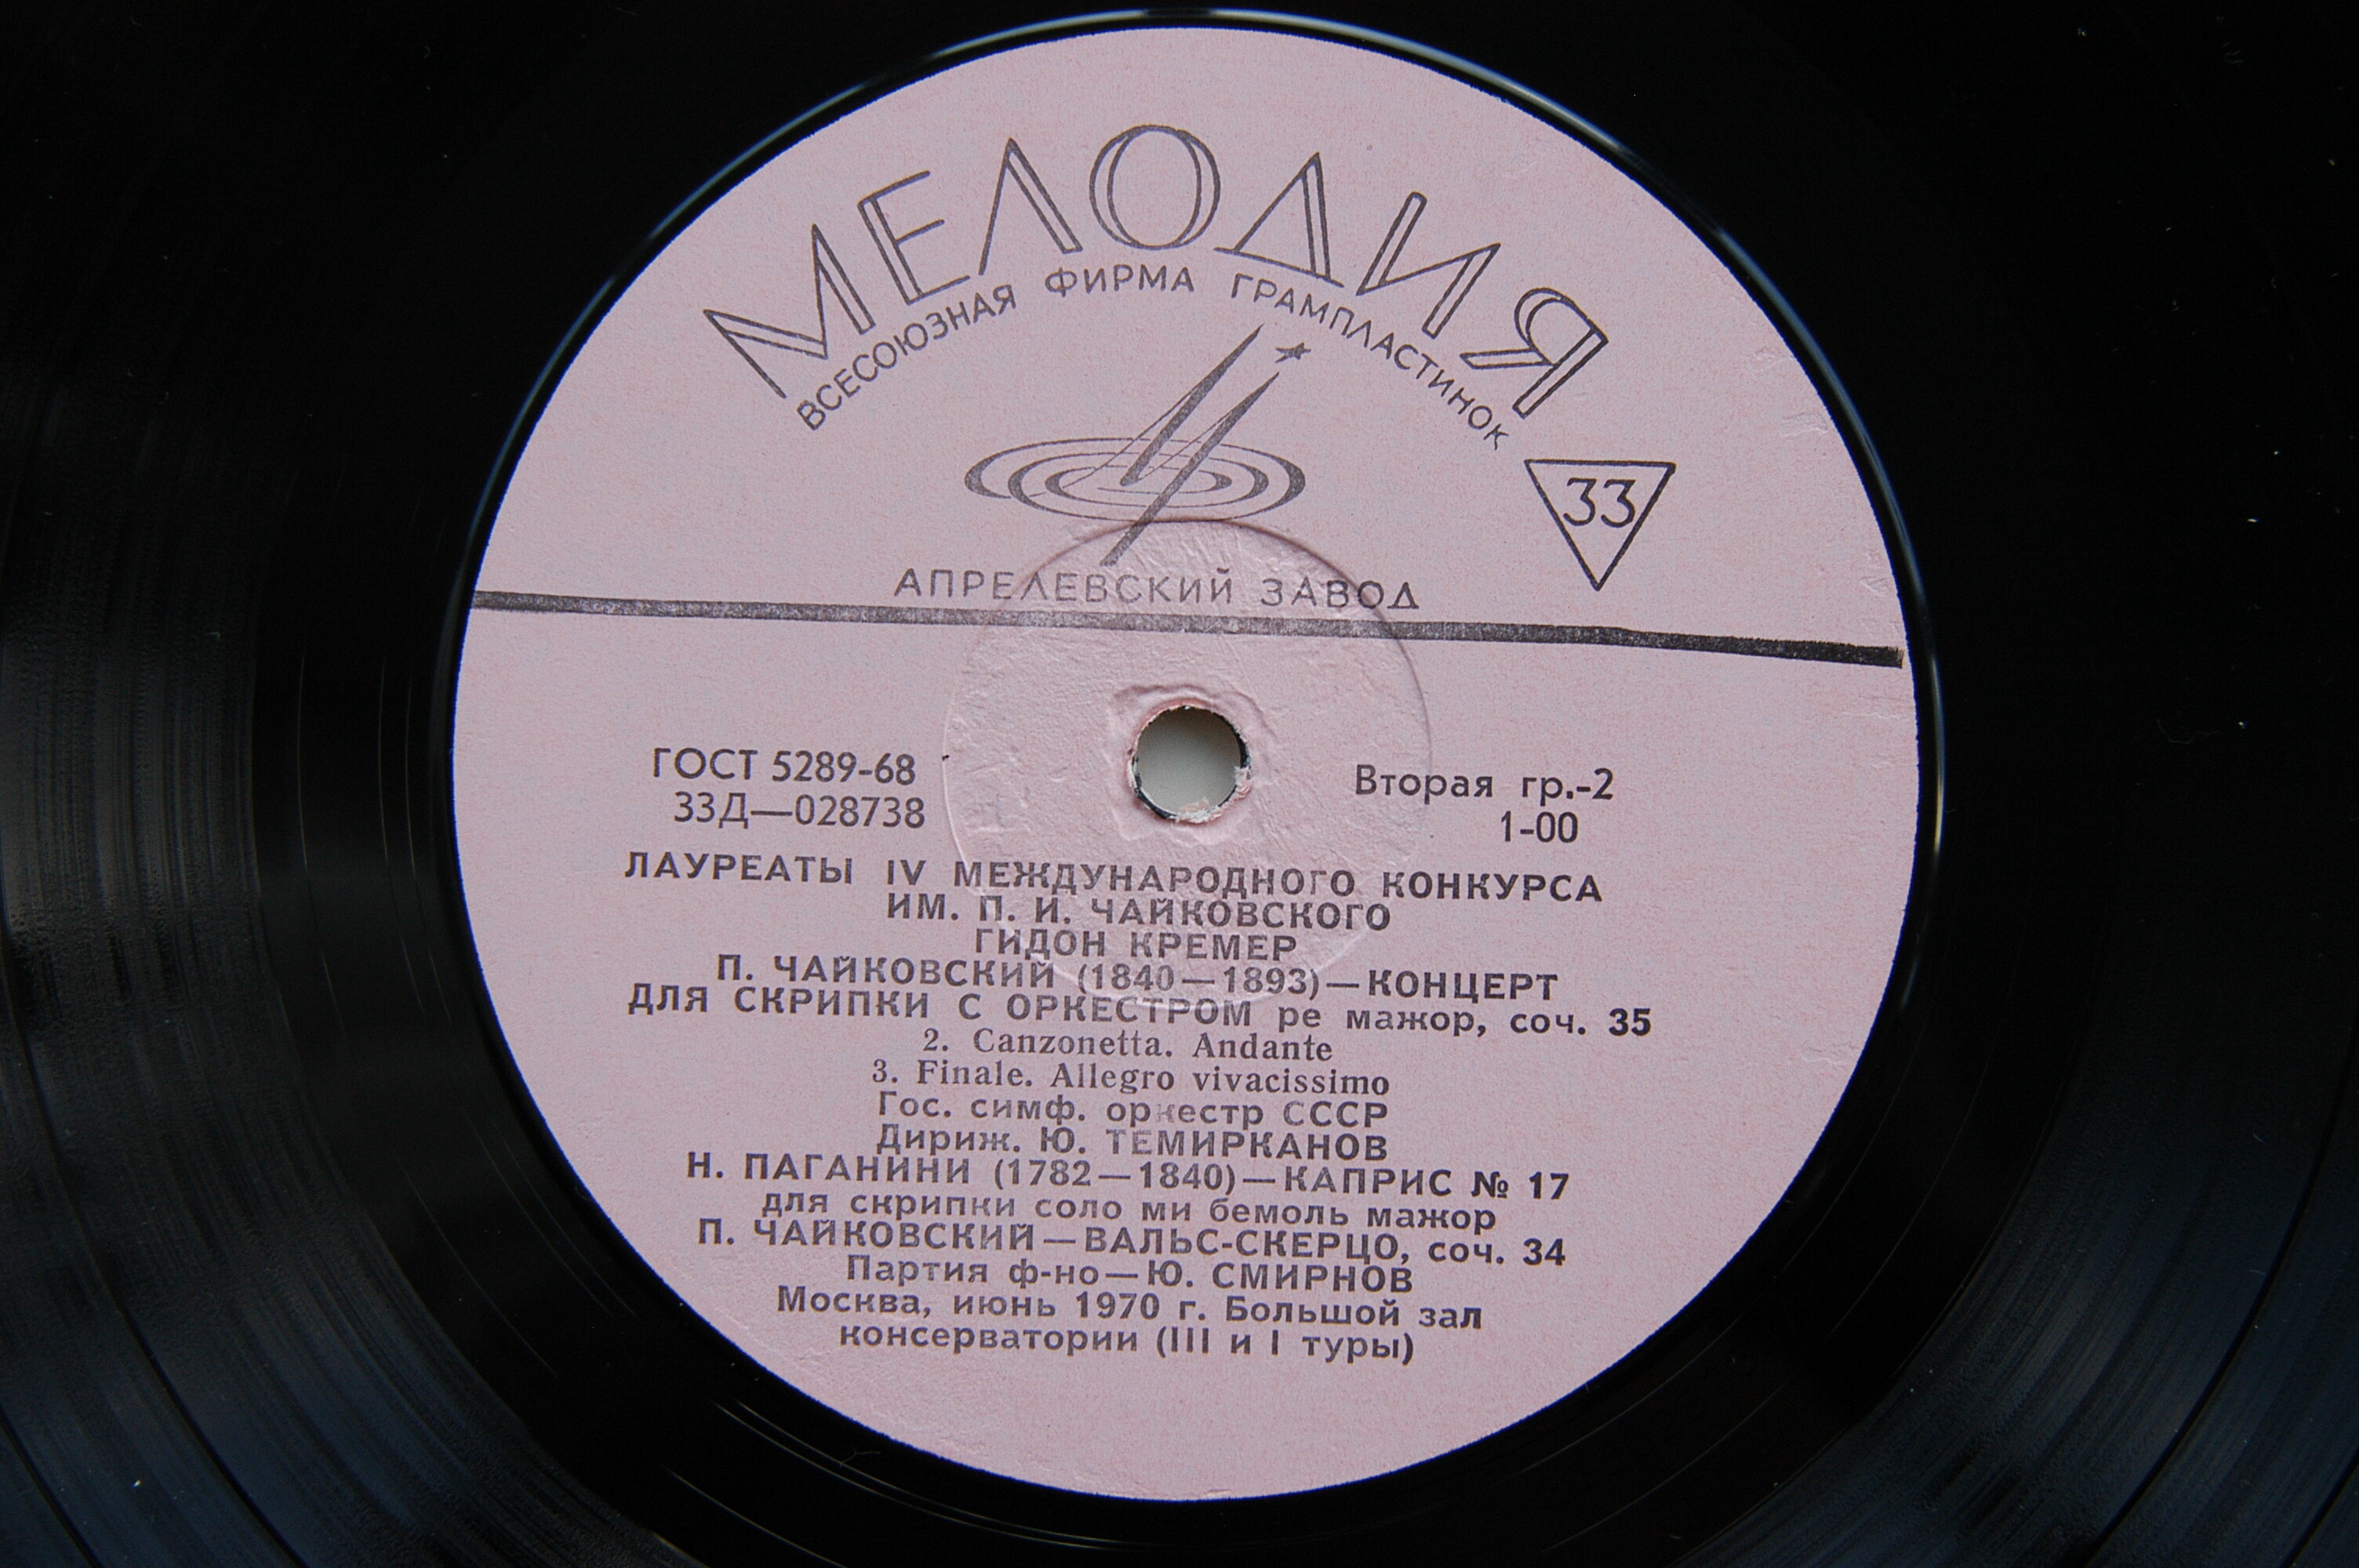 МЕЛОДИЯ
ВСЕСОЮЗНАЯ ФИРМА ГРАМПЛАСТИНОК
33
АПРЕЛЕВСКИЙ ЗАВОД
ГОСТ 5289-68
33Д—028738
Вторая гр.-2
1-00
ЛАУРЕАТЫ IV МЕЖДУНАРОДНОГО КОНКУРСА
ИМ. П. И. ЧАЙКОВСКОГО
ГИДОН КРЕМЕР
П. ЧАЙКОВСКИЙ (1840—1893)—КОНЦЕРТ
ДЛЯ СКРИПКИ С ОРКЕСТРОМ ре мажор, соч. 35
2. Canzonetta. Andante
3. Finale. Allegro vivacissimo
Гос. симф. оркестр СССР
Дириж. Ю. ТЕМИРКАНОВ
Н. ПАГАНИНИ (1782—1840)—КАПРИС № 17
для скрипки соло ми бемоль мажор
П. ЧАЙКОВСКИЙ—ВАЛЬС-СКЕРЦО, соч. 34
Партия ф-но—Ю. СМИРНОВ
Москва, июнь 1970 г. Большой зал
консерватории (III и I туры)